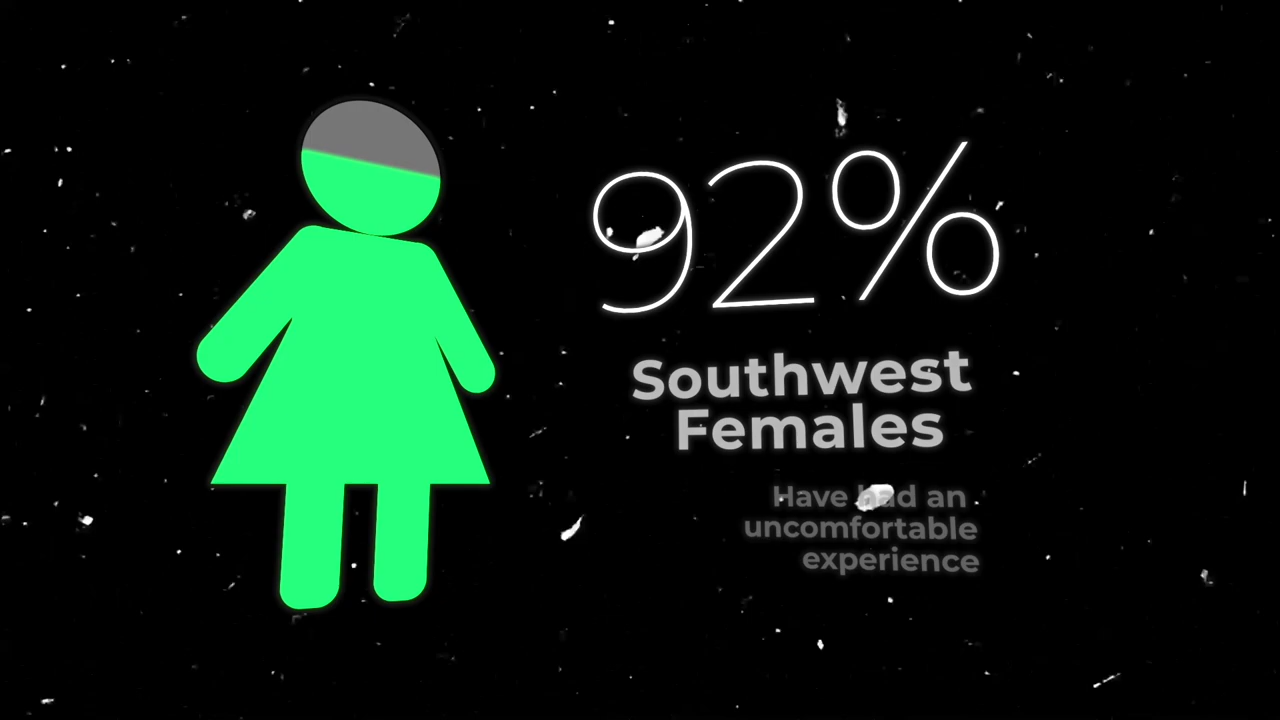 92%
Southwest
Females
Have had an
uncomfortable
experience